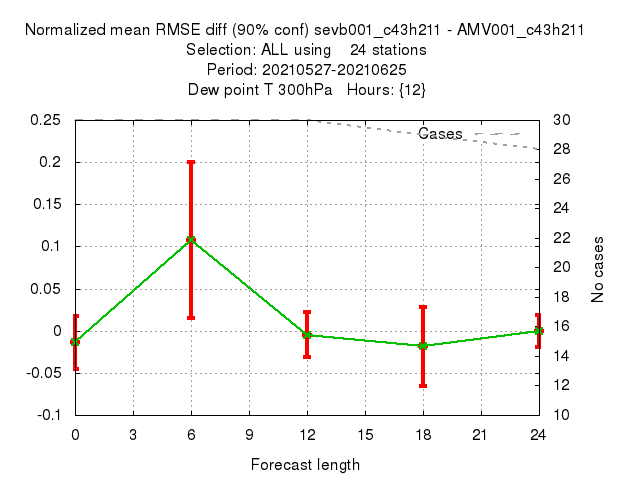 Normalized mean RMSE diff (90% conf) sevb001_c43h211 - AMV001_c43h211
Selection: ALL using    24 stations
Period: 20210527-20210625
Dew point T 300hPa   Hours: {12}
Cases
0.25
0.2
0.15
0.1
0.05
0
-0.05
-0.1
30
28
26
24
22
20
18
16
14
12
10
No cases
0 3 6 9 12 15 18 21 24
Forecast length